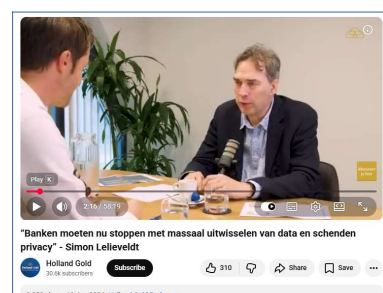 Play K
2:16 / 58:19
"Banken moeten nu stoppen met massaal uitwisselen van data en schenden
privacy" - Simon Lelieveldt
Holland Gold
30.6k subscribers
Subscribe
310
Share
Save